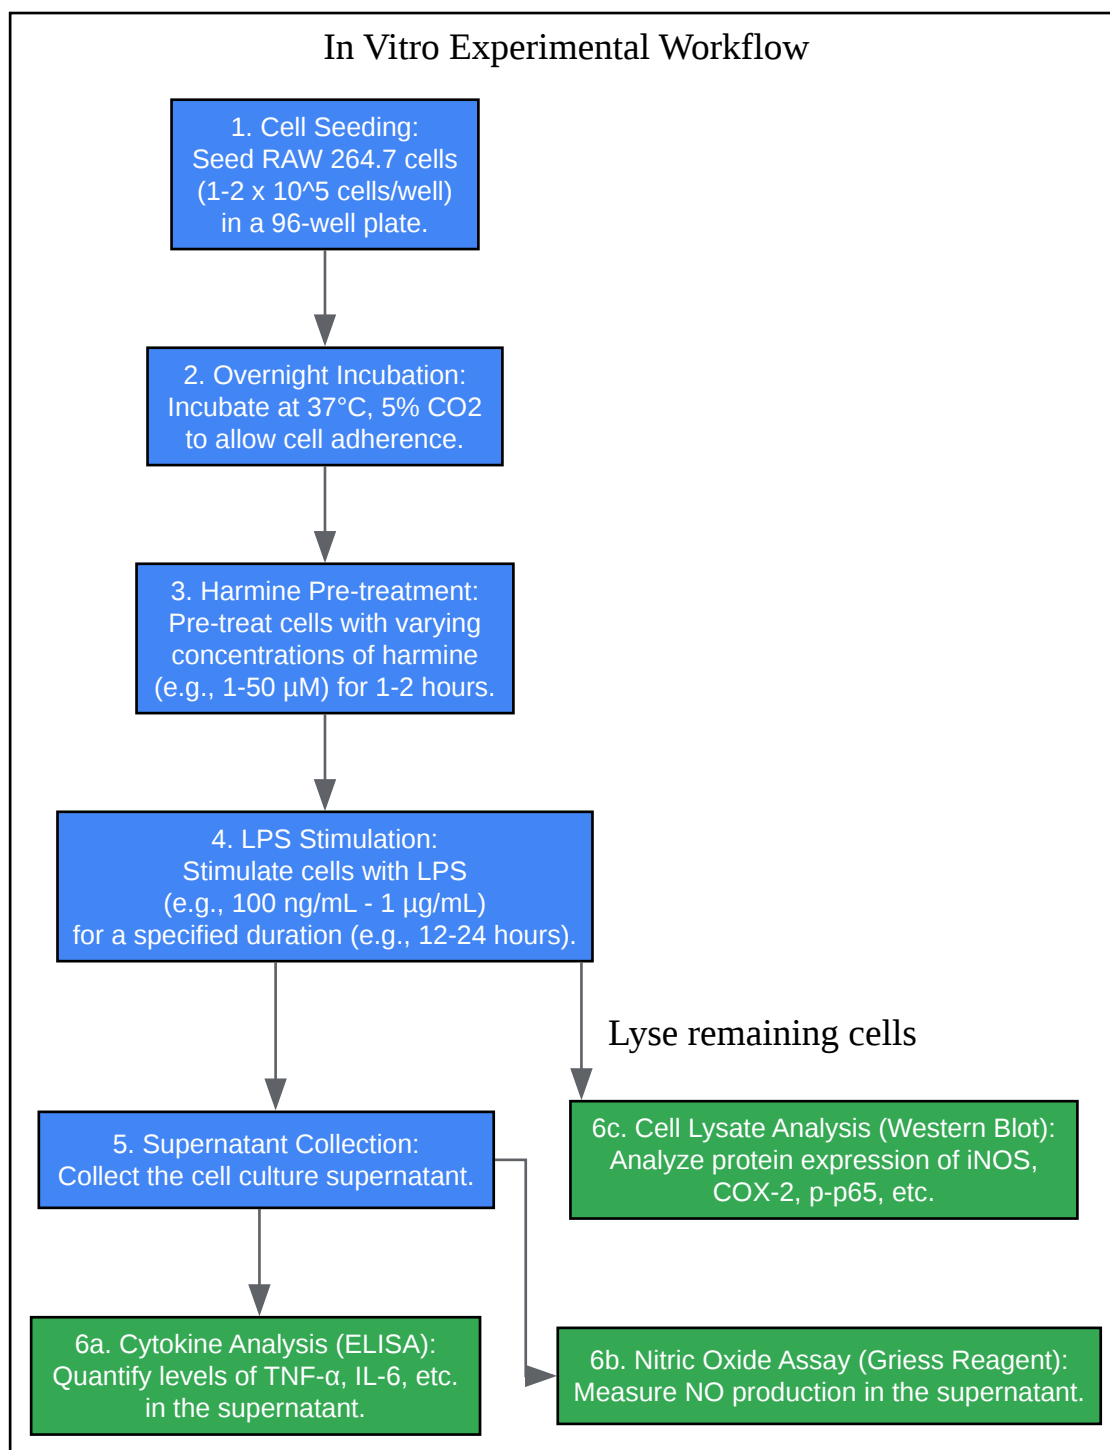 In Vitro Experimental Workflow
1. Cell Seeding:
Seed RAW 264.7 cells
(1-2 x 10^5 cells/well)
in a 96-well plate.
2. Overnight Incubation:
Incubate at 37°C, 5% CO2
to allow cell adherence.
3. Harmine Pre-treatment:
Pre-treat cells with varying
concentrations of harmine
(e.g., 1-50 µM) for 1-2 hours.
4. LPS Stimulation:
Stimulate cells with LPS
(e.g., 100 ng/mL - 1 µg/mL)
for a specified duration (e.g., 12-24 hours).
Lyse remaining cells
5. Supernatant Collection:
Collect the cell culture supernatant.
6c. Cell Lysate Analysis (Western Blot):
Analyze protein expression of iNOS,
COX-2, p-p65, etc.
6a. Cytokine Analysis (ELISA):
Quantify levels of TNF-α, IL-6, etc.
in the supernatant.
6b. Nitric Oxide Assay (Griess Reagent):
Measure NO production in the supernatant.